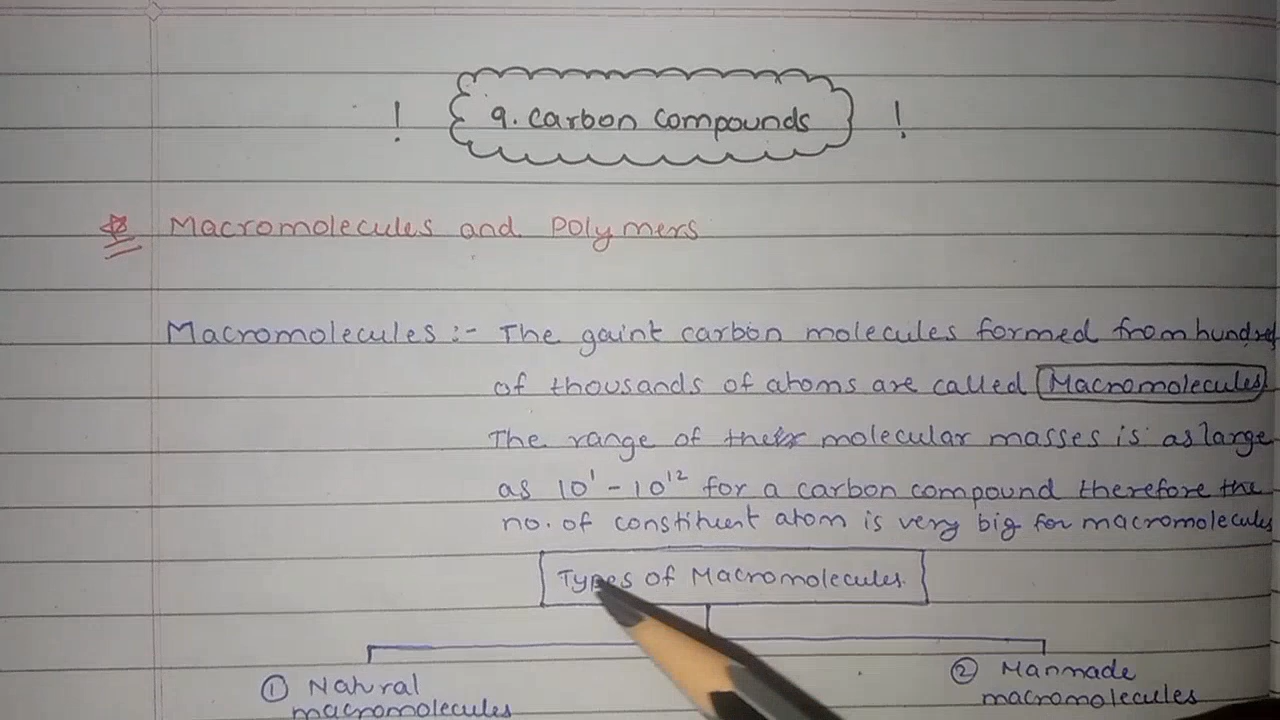 ! 9. Carbon Compounds !
Macromolecules and Polymers
Macromolecules :- The gaint carbon molecules formed from hundred
of thousands of atoms are called Macromolecules
The range of their molecular masses is as large
as 10¹ - 10¹² for a carbon compound therefore the
no. of constituent atom is very big for macromolecules
Types of Macromolecules.
① Natural
macromolecules
② Manmade
macromolecules